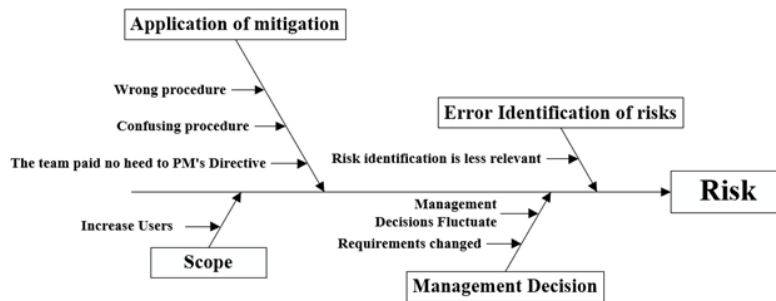 Application of mitigation
Wrong procedure
Confusing procedure
The team paid no heed to PM's Directive
Error Identification of risks
Risk identification is less relevant
Risk
Increase Users
Scope
Management
Decisions Fluctuate
Requirements changed
Management Decision